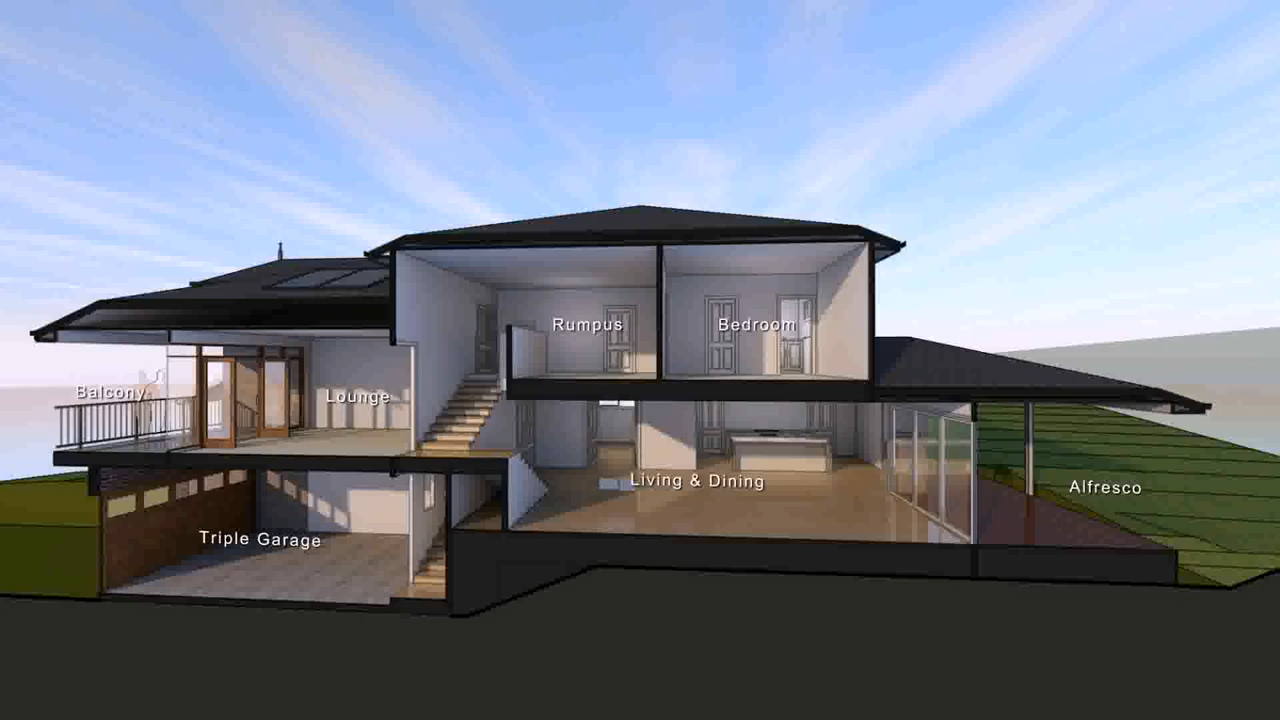 Rumpus
Bedroom
Balcony
Lounge
Living & Dining
Alfresco
Triple Garage